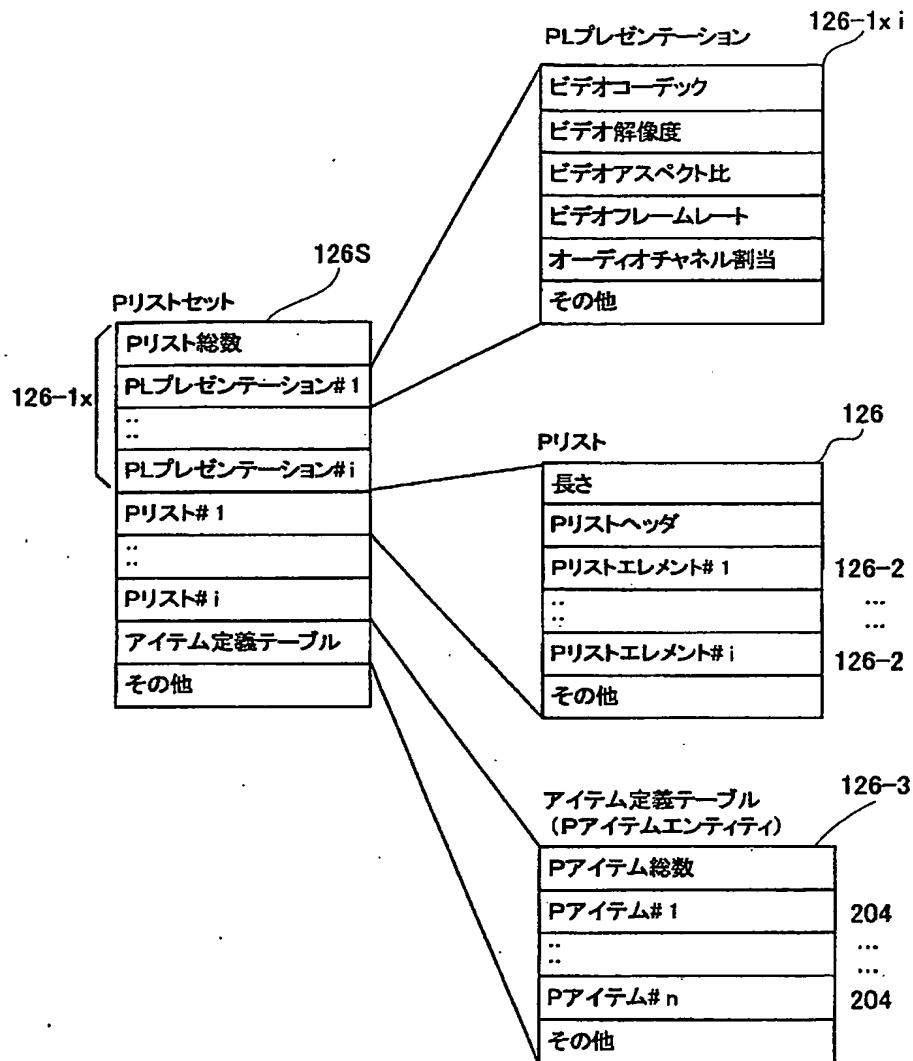 126-1x i
PLプレゼンテーション
ビデオコーデック
ビデオ解像度
ビデオアスペクト比
ビデオフレームレート
オーディオチャネル割当
その他
126S
Pリストセット
Pリスト総数
126-1x
PLプレゼンテーション#1
::
PLプレゼンテーション#i
Pリスト#1
::
Pリスト#i
アイテム定義テーブル
その他
126
Pリスト
長さ
Pリストヘッダ
Pリストエレメント#1 126-2
:: ...
...
Pリストエレメント#i 126-2
その他
126-3
アイテム定義テーブル
(Pアイテムエンティティ)
Pアイテム総数
Pアイテム#1 204
:: ...
...
Pアイテム#n 204
その他